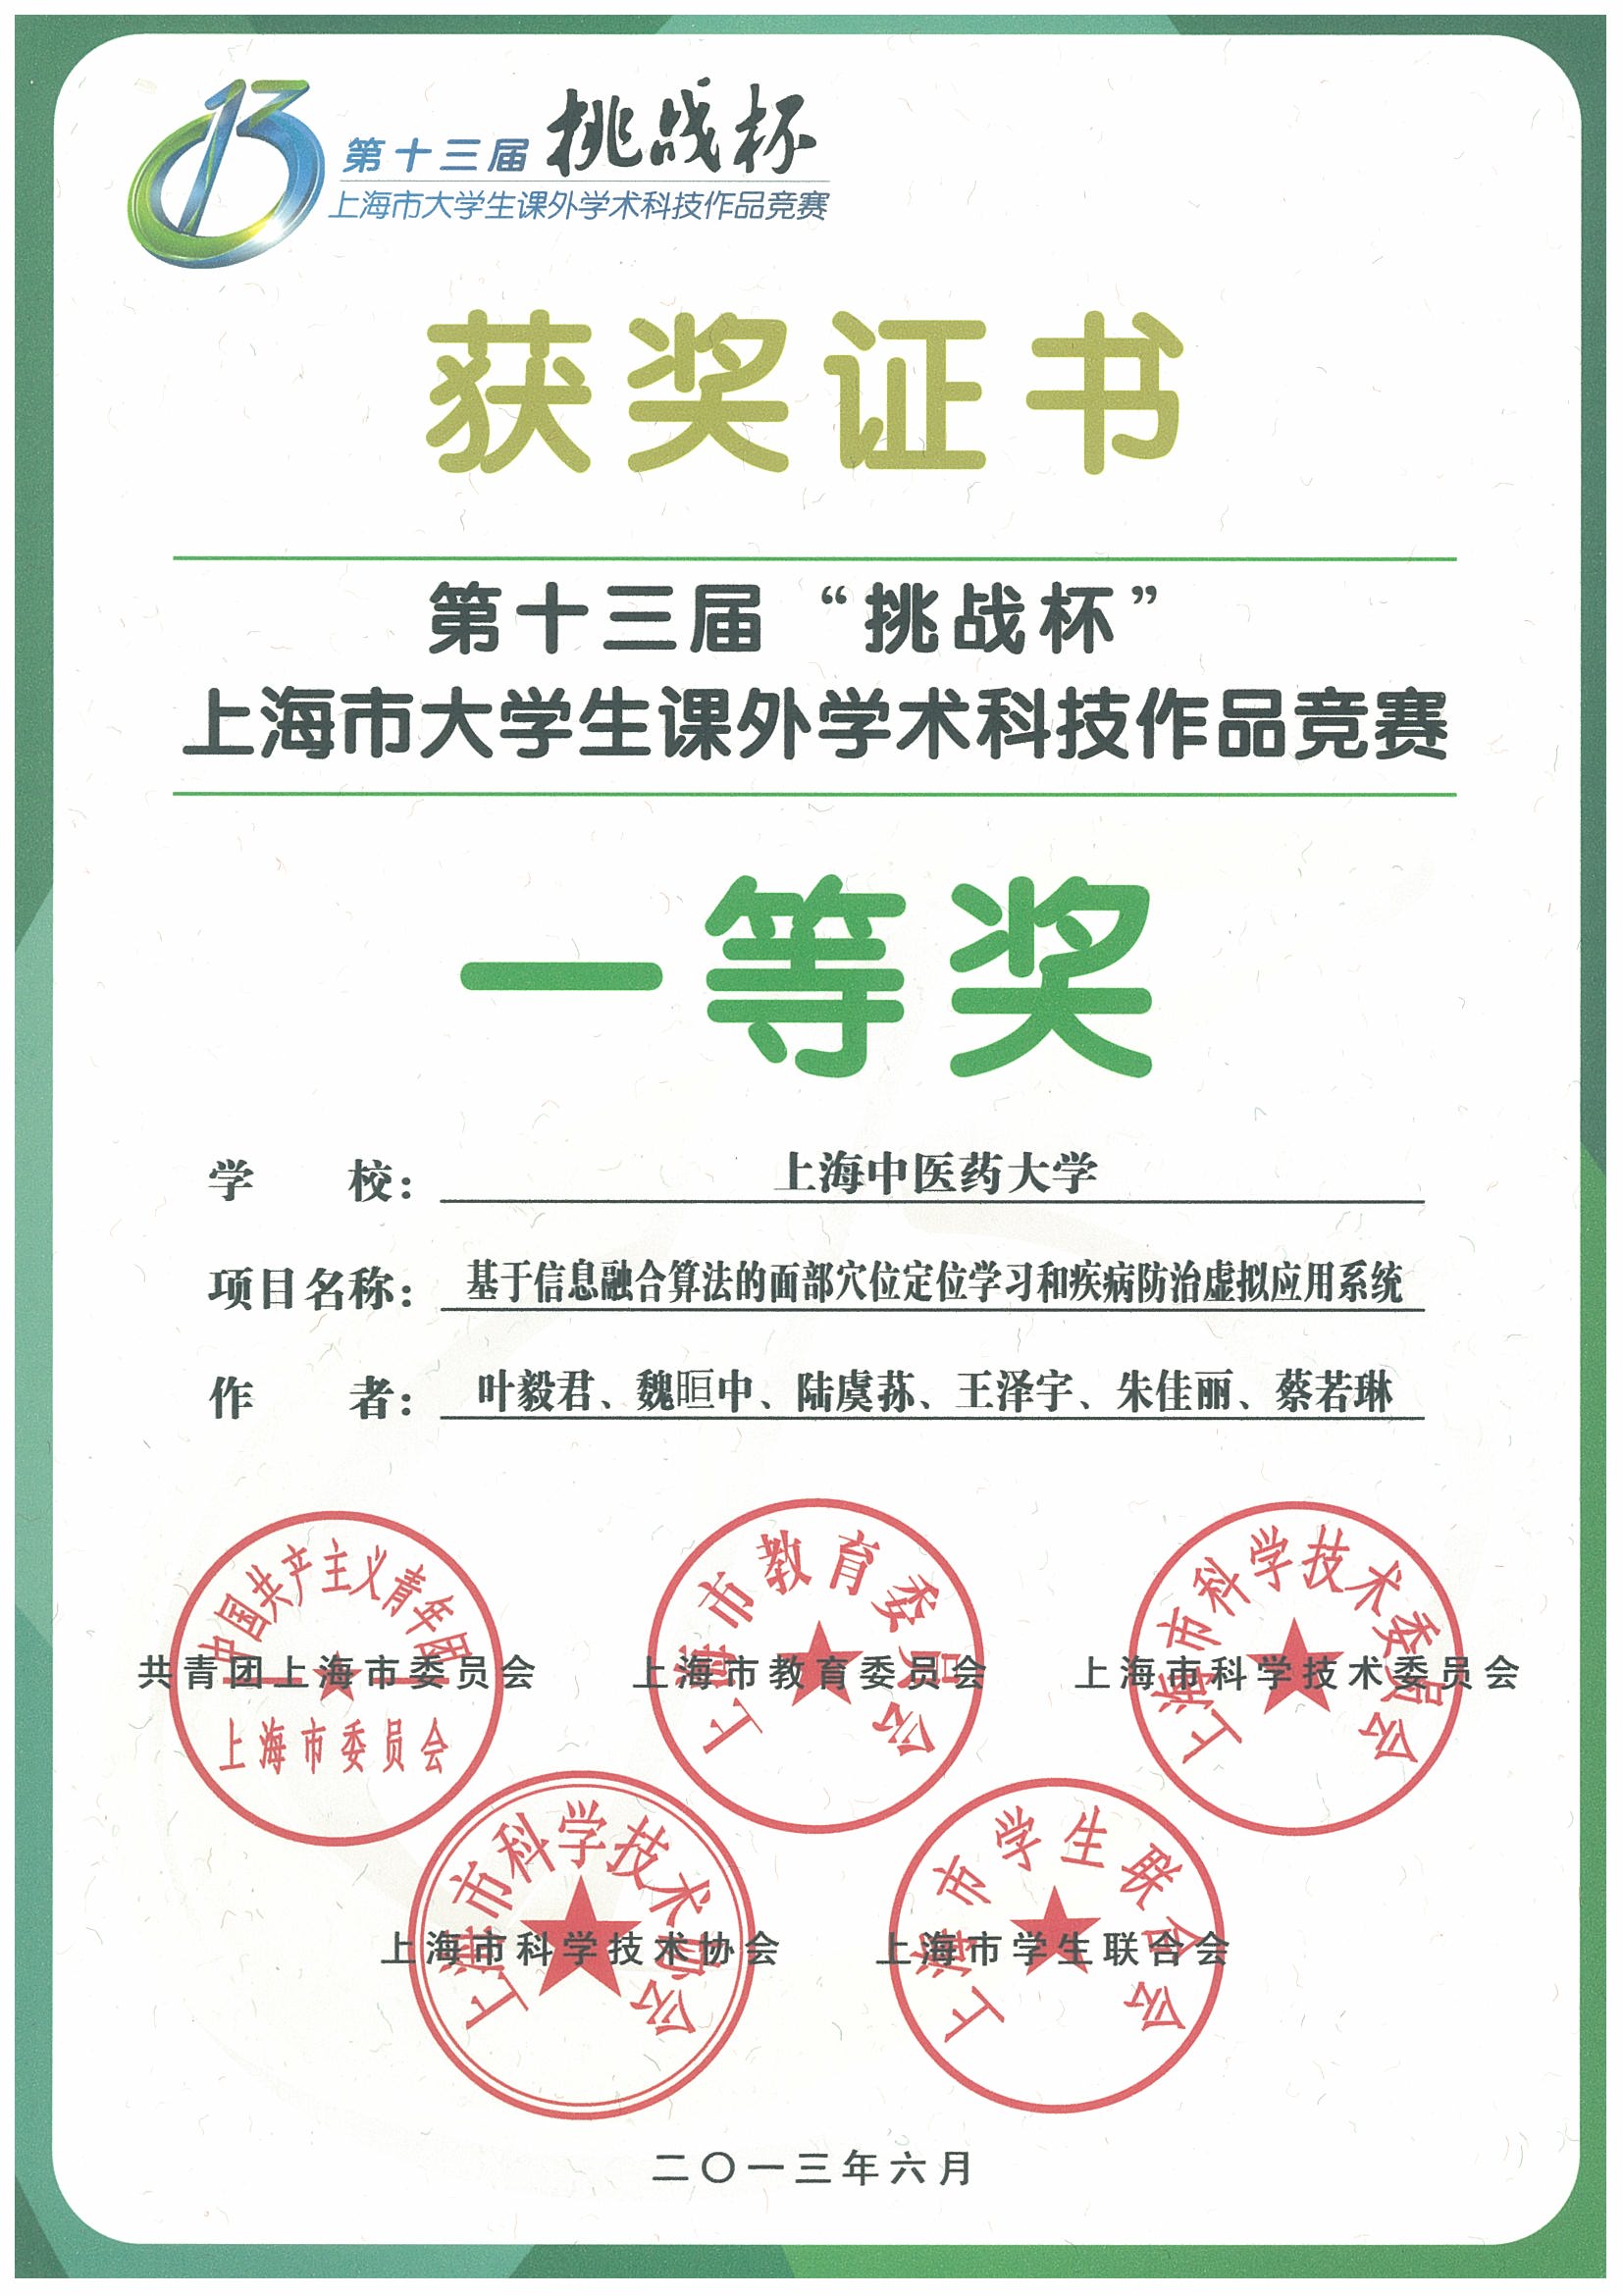 第十三届 挑战杯
上海市大学生课外学术科技作品竞赛
获奖证书
第十三届“挑战杯”
上海市大学生课外学术科技作品竞赛
一等奖
学 校： 上海中医药大学
项目名称： 基于信息融合算法的面部穴位定位学习和疾病防治虚拟应用系统
作 者： 叶毅君、魏晅中、陆虞荪、王泽宇、朱佳丽、蔡若琳
中国共产主义青年团
上海市委员会
上海市教育委员会
上海市科学技术委员会
共青团上海市委员会 上海市教育委员会 上海市科学技术委员会
上海市科学技术协会
上海市学生联合会
上海市科学技术协会 上海市学生联合会
二〇一三年六月